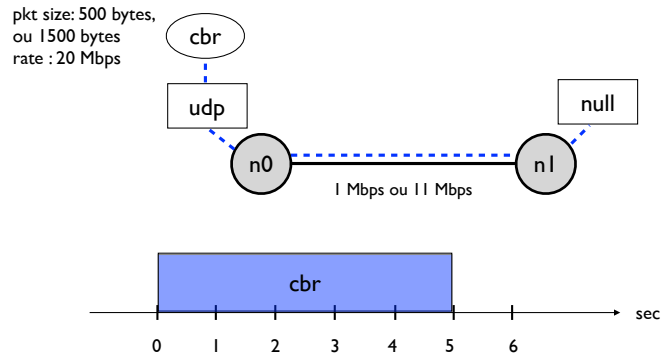 pkt size: 500 bytes,
ou 1500 bytes
rate : 20 Mbps
cbr
udp
null
n0
n1
1 Mbps ou 11 Mbps
cbr
sec
0 1 2 3 4 5 6